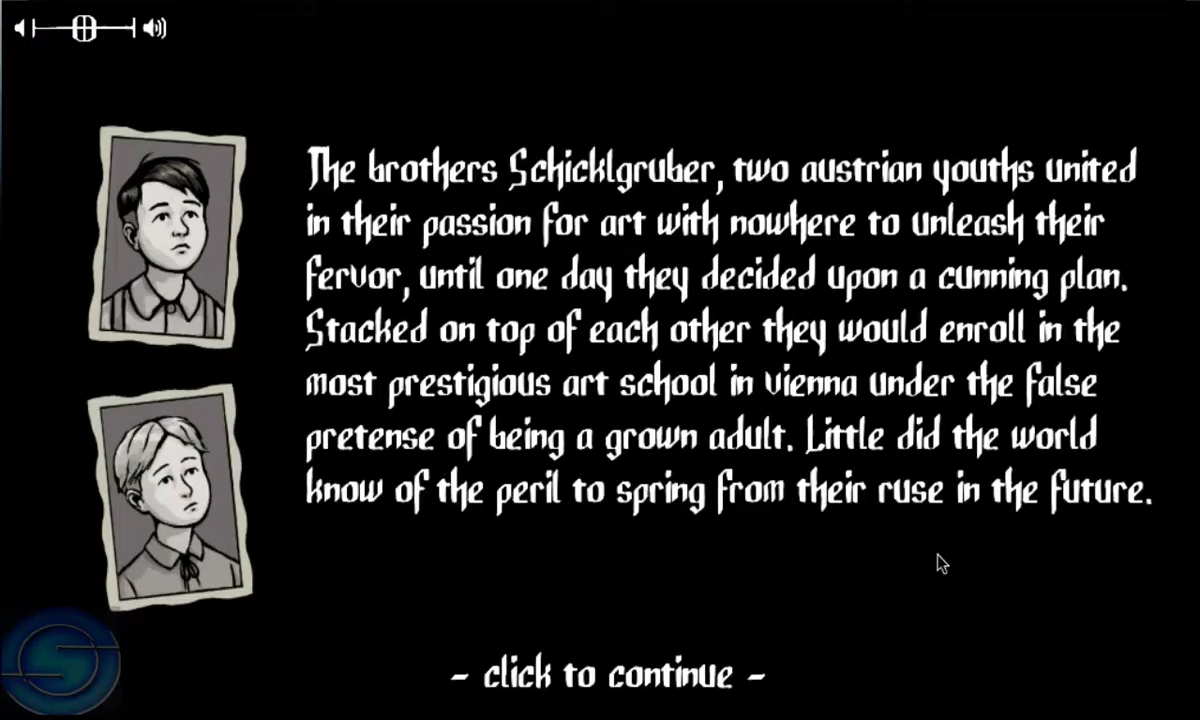 The brothers Schicklgruber, two austrian youths united
in their passion for art with nowhere to unleash their
fervor, until one day they decided upon a cunning plan.
Stacked on top of each other they would enroll in the
most prestigious art school in vienna under the false
pretense of being a grown adult. Little did the world
know of the peril to spring from their ruse in the future.
- click to continue -